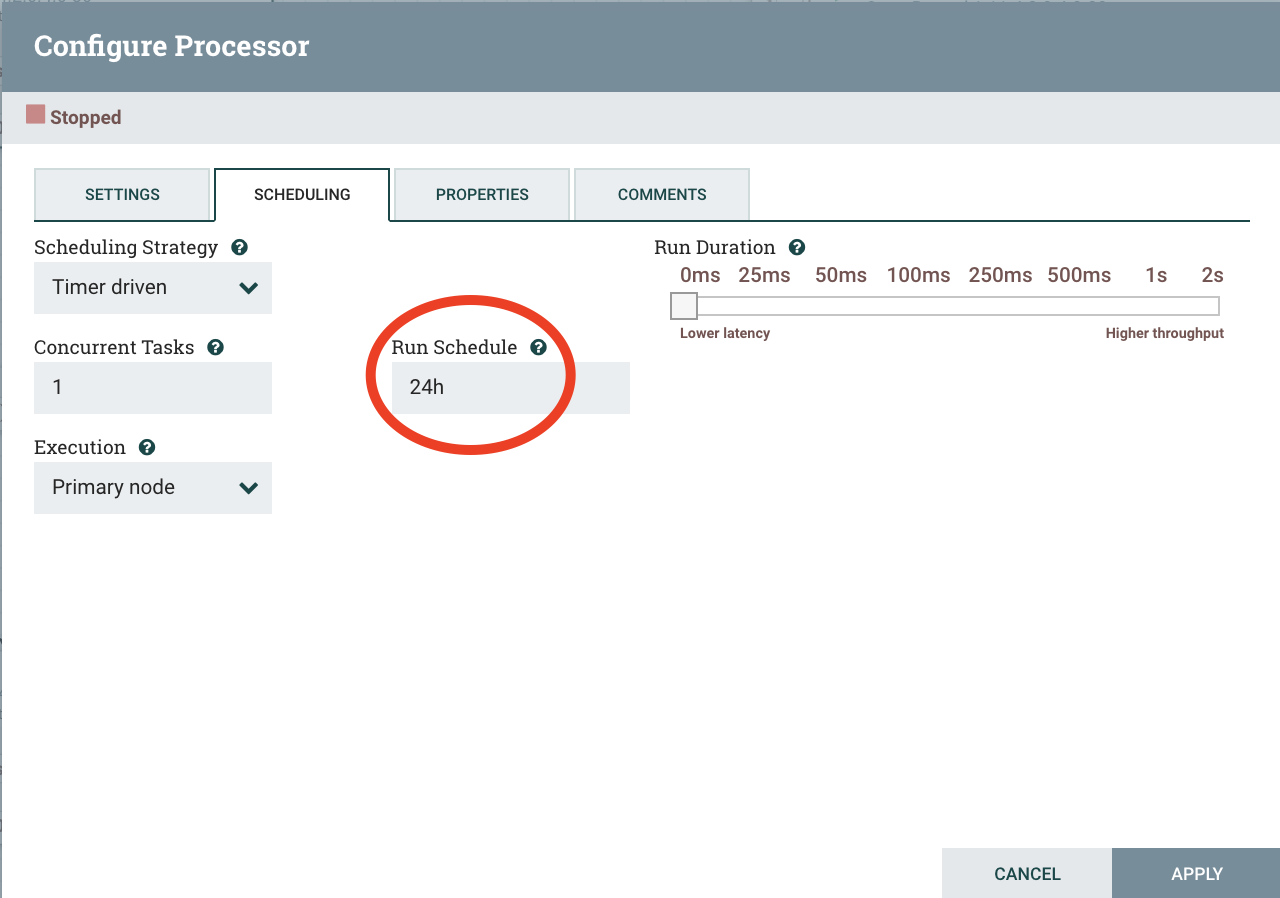 Configure Processor
Stopped
SETTINGS SCHEDULING PROPERTIES COMMENTS
Scheduling Strategy ?
Timer driven
Run Duration ?
0ms 25ms 50ms 100ms 250ms 500ms 1s 2s
Lower latency Higher throughput
Concurrent Tasks ?
1
Run Schedule ?
24h
Execution ?
Primary node
CANCEL APPLY